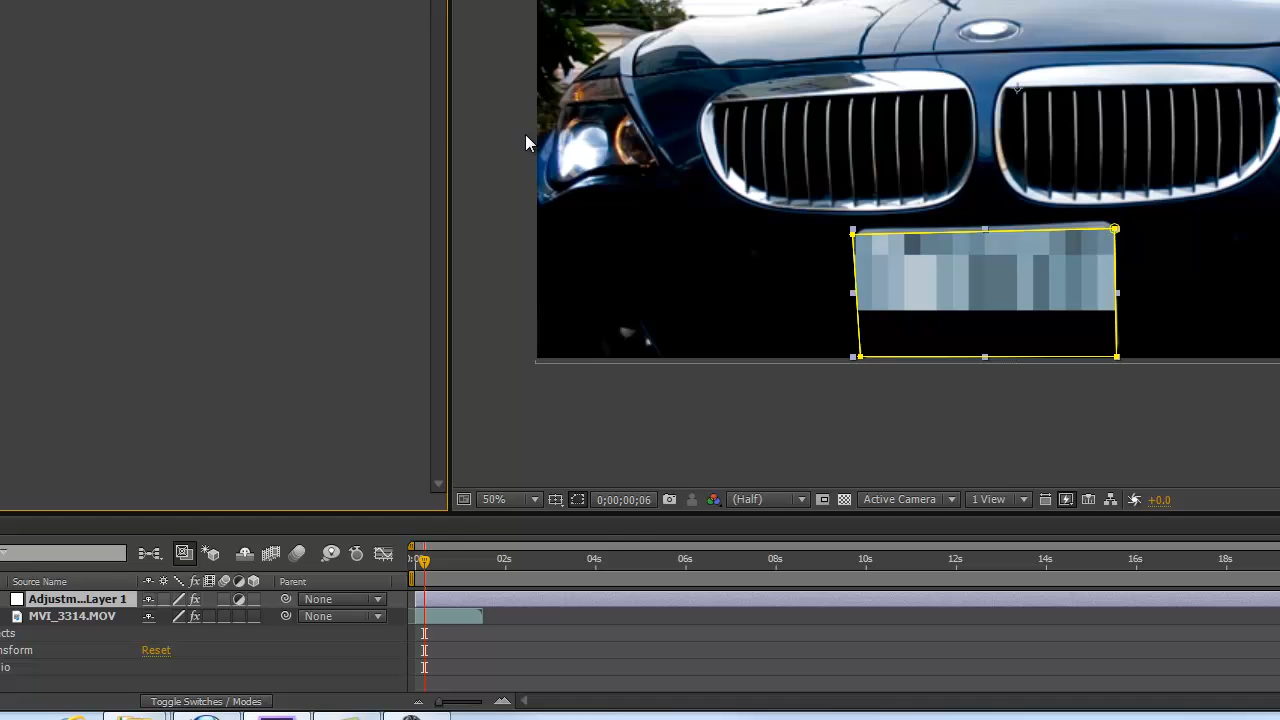 50%
0;00;00;06
(Half)
Active Camera
1 View
+0.0
02s
04s
06s
08s
10s
12s
14s
16s
18s
Source Name
fx
Parent
Adjustm...Layer 1
None
MVI_3314.MOV
fx
None
cts
nsform
Reset
io
Toggle Switches / Modes